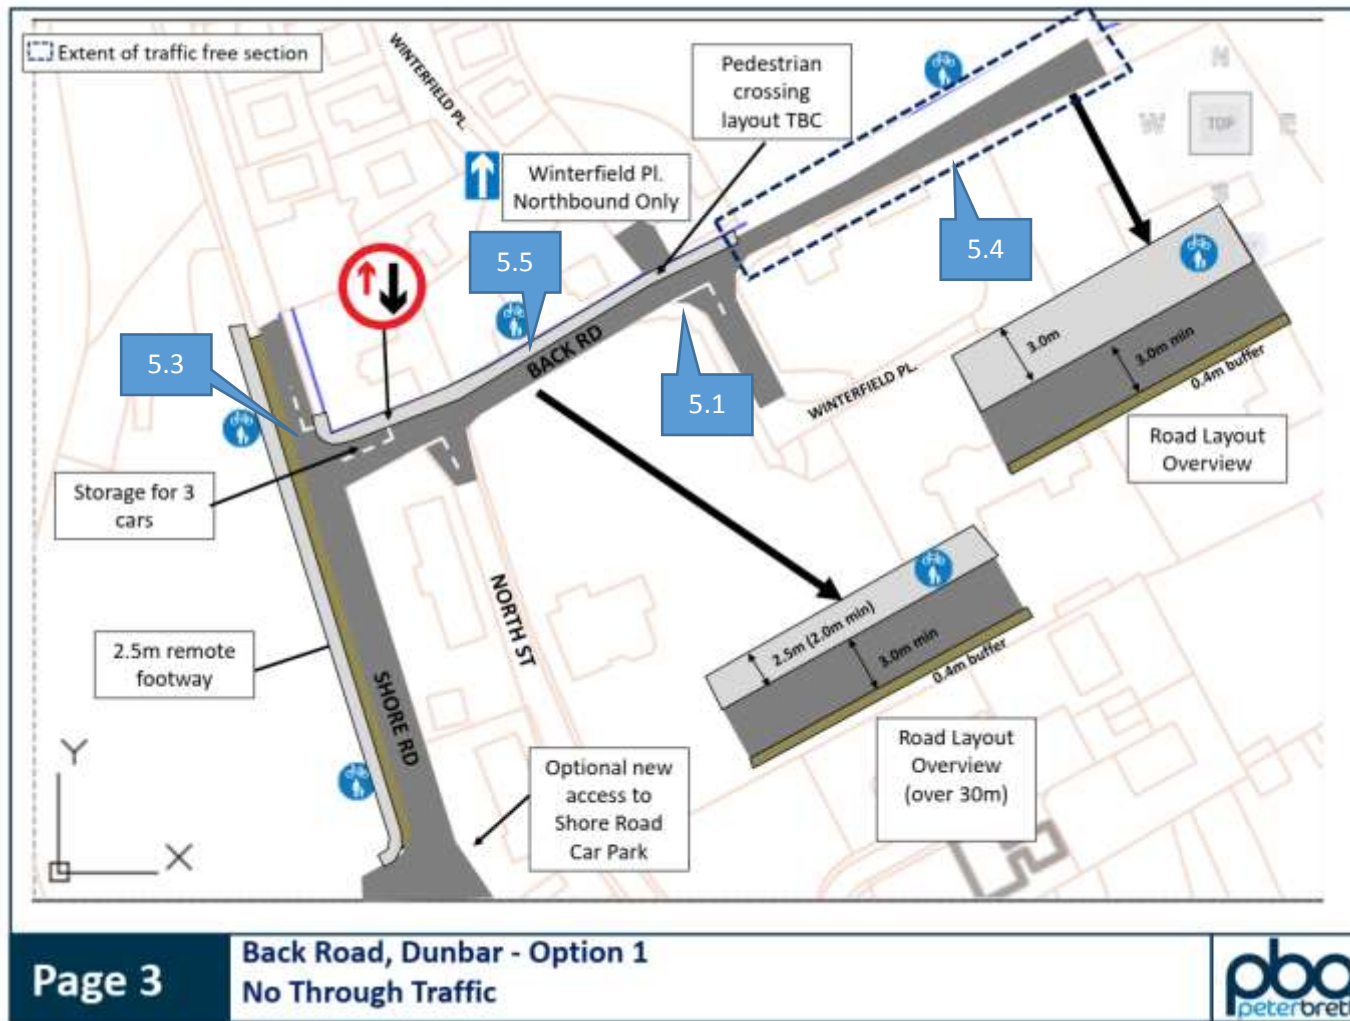 Extent of traffic free section
WINTERFIELD PL.
Pedestrian
crossing
layout TBC
N
W
TOP
E
Winterfield Pl.
Northbound Only
5.4
5.5
5.3
BACK RD
5.1
WINTERFIELD PL.
3.0m
3.0m min
0.4m buffer
Road Layout
Overview
Storage for 3
cars
NORTH ST
2.5m (2.0m min)
3.0m min
0.4m buffer
2.5m remote
footway
SHORE RD
Road Layout
Overview
(over 30m)
Optional new
access to
Shore Road
Car Park
Y
X
Page 3
Back Road, Dunbar - Option 1
No Through Traffic
pba
peterbret